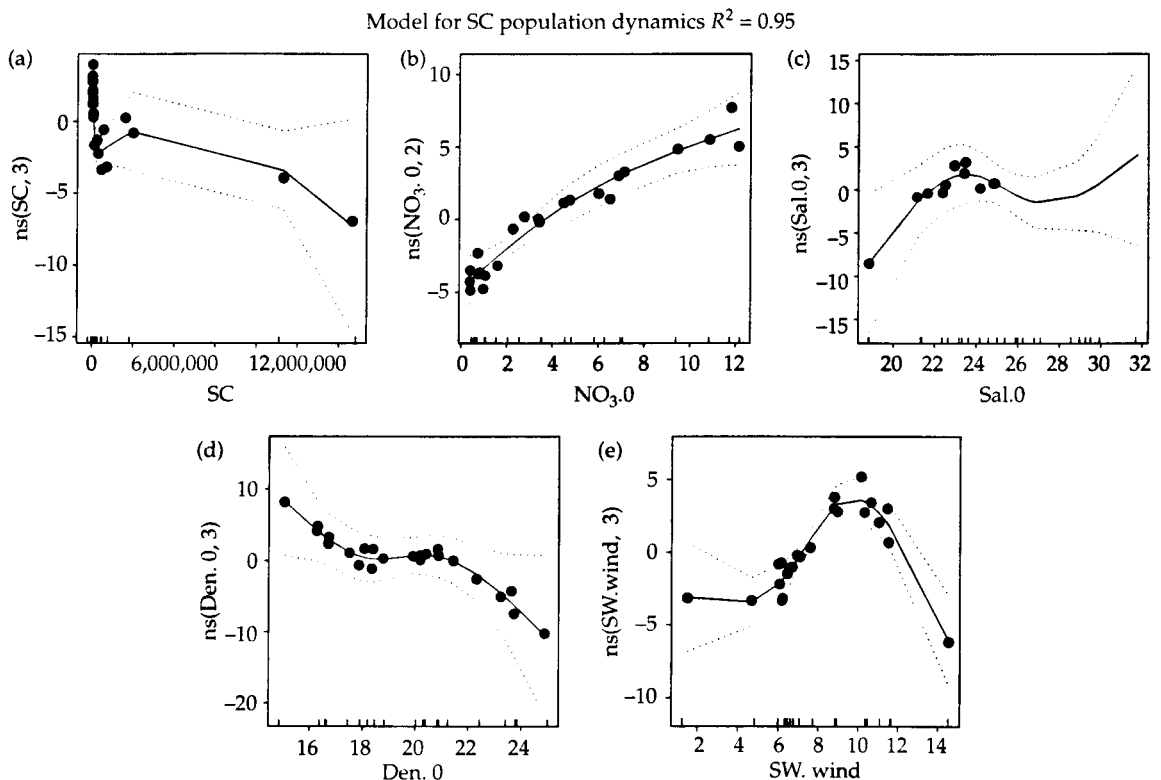 Model for SC population dynamics R² = 0.95
(a)
ns(SC, 3)
0
−5
−10
−15
0 6,000,000 12,000,000
SC
(b)
ns(NO₃. 0, 2)
10
5
0
−5
0 2 4 6 8 10 12
NO₃.0
(c)
ns(Sal.0, 3)
15
10
5
0
−5
−10
−15
20 22 24 26 28 30 32
Sal.0
(d)
ns(Den. 0, 3)
10
0
−10
−20
16 18 20 22 24
Den. 0
(e)
ns(SW.wind, 3)
5
0
−5
−10
2 4 6 8 10 12 14
SW. wind